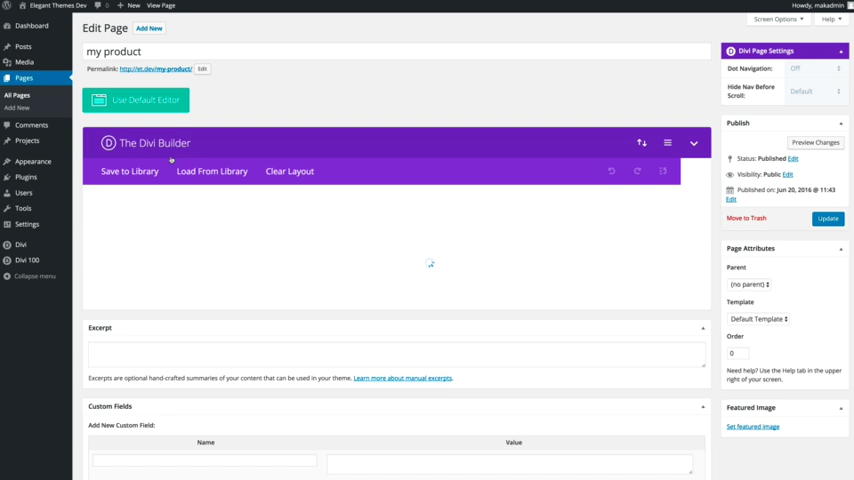 Elegant Themes Dev
0
New
View Page
Howdy, makadmin
Dashboard
Posts
Media
Pages
All Pages
Add New
Comments
Projects
Appearance
Plugins
Users
Tools
Settings
Divi
Divi 100
Collapse menu
Screen Options
Help
Edit Page
Add New
my product
Permalink: http://et.dev/my-product/
Edit
Use Default Editor
D The Divi Builder
Save to Library
Load From Library
Clear Layout
Excerpt
Excerpts are optional hand-crafted summaries of your content that can be used in your theme. Learn more about manual excerpts.
Custom Fields
Add New Custom Field:
Name
Value
D Divi Page Settings
Dot Navigation:
Off
Hide Nav Before
Scroll:
Default
Publish
Preview Changes
Status: Published Edit
Visibility: Public Edit
Published on: Jun 20, 2016 @ 11:43
Edit
Move to Trash
Update
Page Attributes
Parent
(no parent)
Template
Default Template
Order
0
Need help? Use the Help tab in the upper
right of your screen.
Featured Image
Set featured image